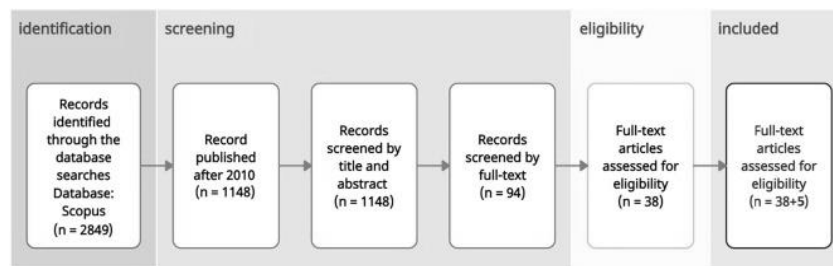 identification
screening
eligibility
included
Records
identified
through the
database
searches
Database:
Scopus
(n = 2849)
Record
published
after 2010
(n = 1148)
Records
screened by
title and
abstract
(n = 1148)
Records
screened by
full-text
(n = 94)
Full-text
articles
assessed for
eligibility
(n = 38)
Full-text
articles
assessed for
eligibility
(n = 38+5)